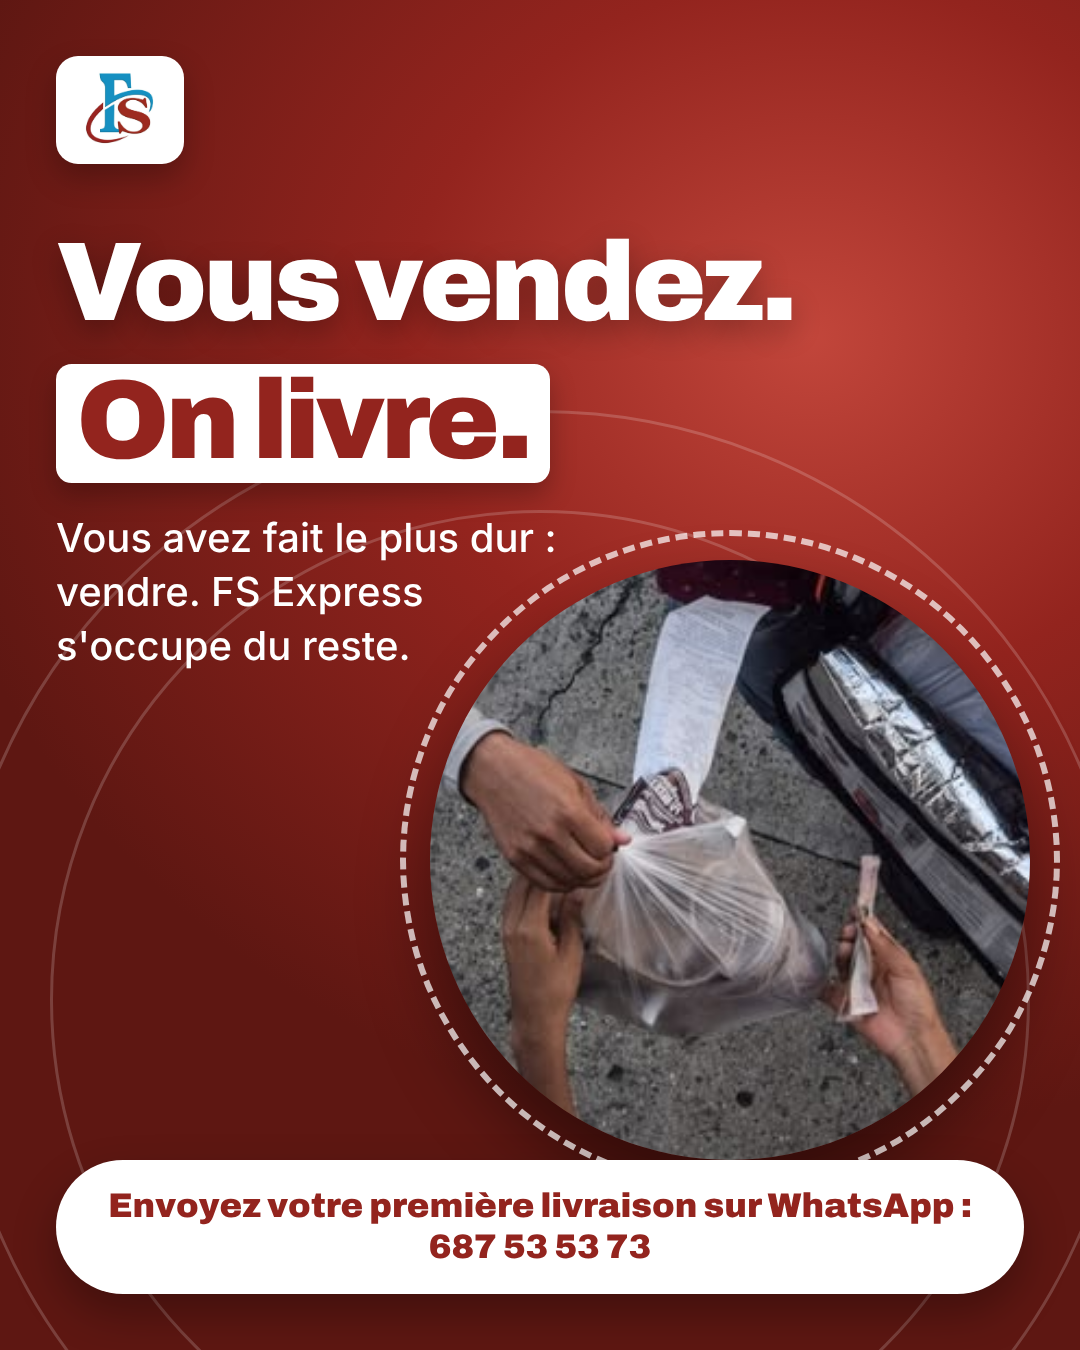 FS
Vous vendez.
On livre.
Vous avez fait le plus dur :
vendre. FS Express
s'occupe du reste.
Envoyez votre première livraison sur WhatsApp :
687 53 53 73